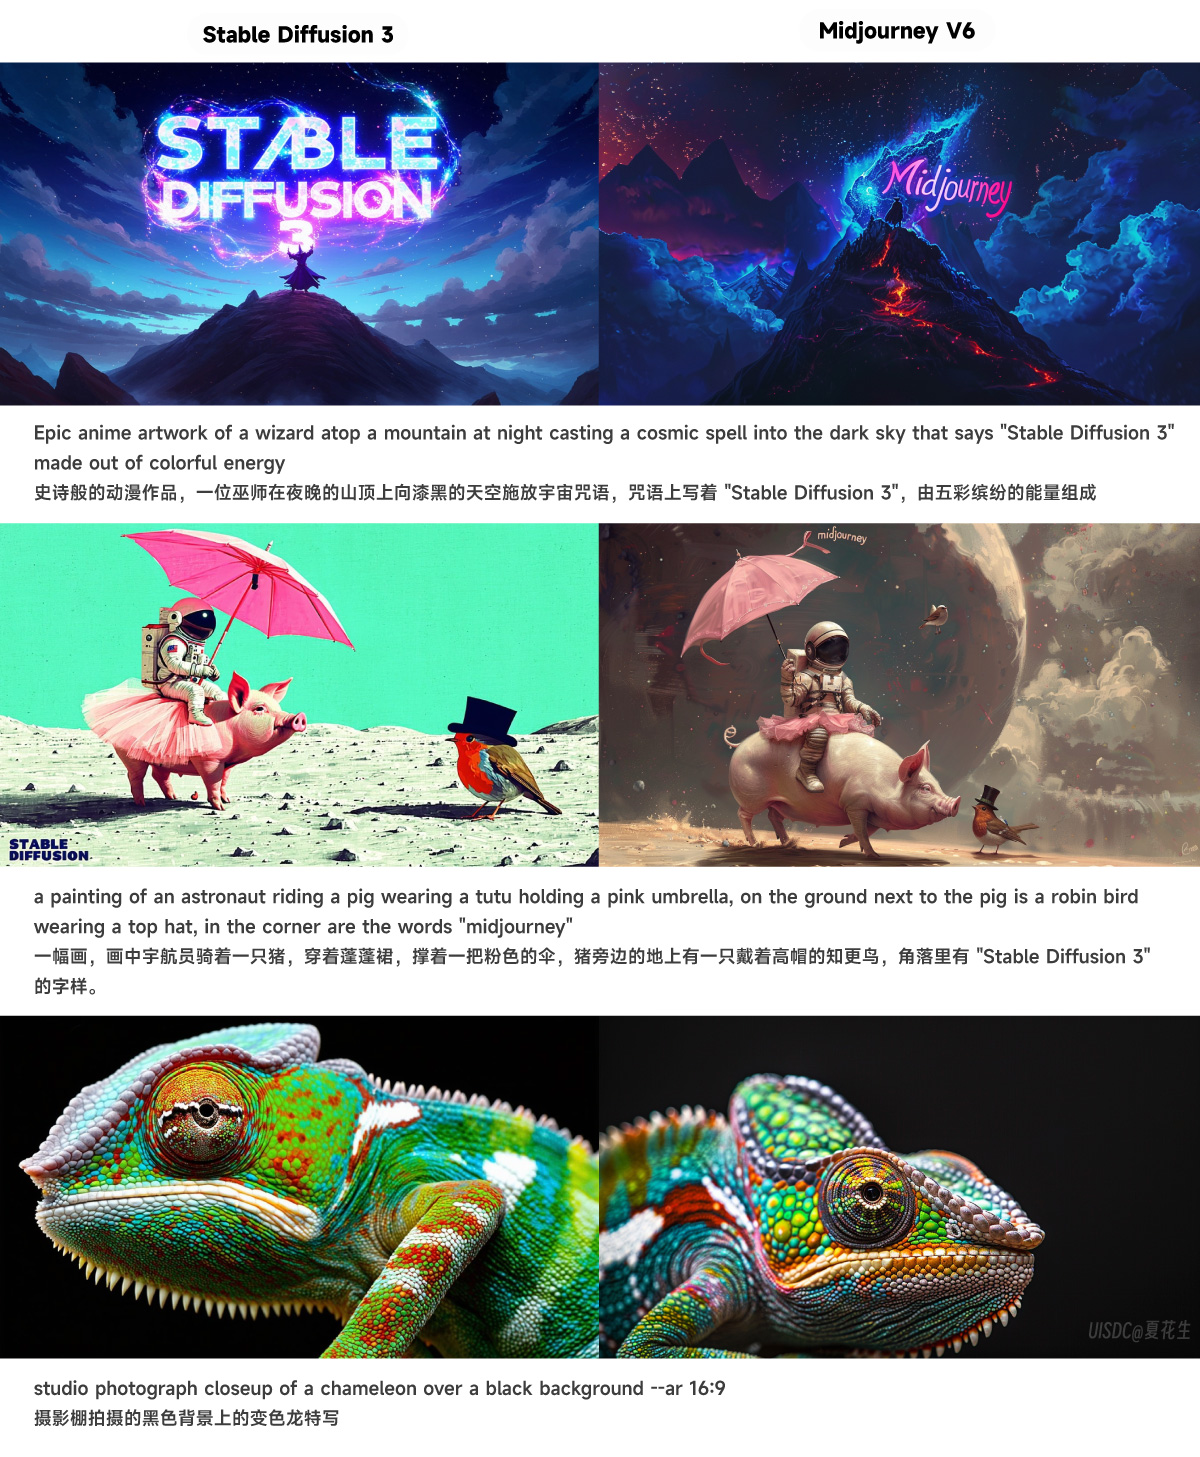 Stable Diffusion 3
Midjourney V6
STABLE
DIFFUSION
3
Midjourney
Epic anime artwork of a wizard atop a mountain at night casting a cosmic spell into the dark sky that says "Stable Diffusion 3"
made out of colorful energy
史诗般的动漫作品，一位巫师在夜晚的山顶上向漆黑的天空施放宇宙咒语，咒语上写着 "Stable Diffusion 3"，由五彩缤纷的能量组成
midjourney
STABLE
DIFFUSION
a painting of an astronaut riding a pig wearing a tutu holding a pink umbrella, on the ground next to the pig is a robin bird
wearing a top hat, in the corner are the words "midjourney"
一幅画，画中宇航员骑着一只猪，穿着蓬蓬裙，撑着一把粉色的伞，猪旁边的地上有一只戴着高帽的知更鸟，角落里有 "Stable Diffusion 3"
的字样。
UISDC@夏花生
studio photograph closeup of a chameleon over a black background --ar 16:9
摄影棚拍摄的黑色背景上的变色龙特写